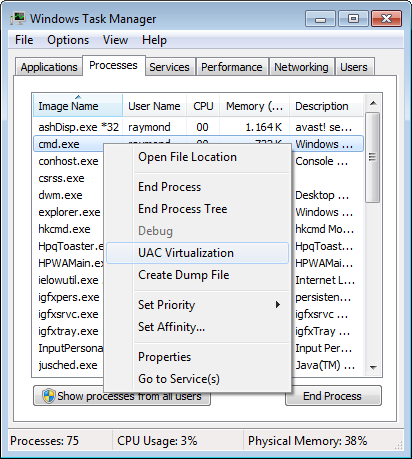 Windows Task Manager
File Options View Help
Applications Processes Services Performance Networking Users
Image Name User Name CPU Memory (... Description
ashDisp.exe *32 raymond 00 1.164 K avast! se...
cmd.exe Windows ...
conhost.exe Console ...
csrss.exe
dwm.exe Desktop ...
explorer.exe Windows ...
hkcmd.exe hkcmd Mo...
HpqToaster. HpqToast...
HPWAMain.e HPWAMain...
ielowutil.exe Internet L...
igfxpers.exe persisten...
igfxsrvc.exe igfxsrvc ...
igfxtray.exe igfxTray ...
InputPersona Input Per...
jusched.exe Java(TM) ...
Open File Location
End Process
End Process Tree
Debug
UAC Virtualization
Create Dump File
Set Priority
Set Affinity...
Properties
Go to Service(s)
Show processes from all users End Process
Processes: 75 CPU Usage: 3% Physical Memory: 38%